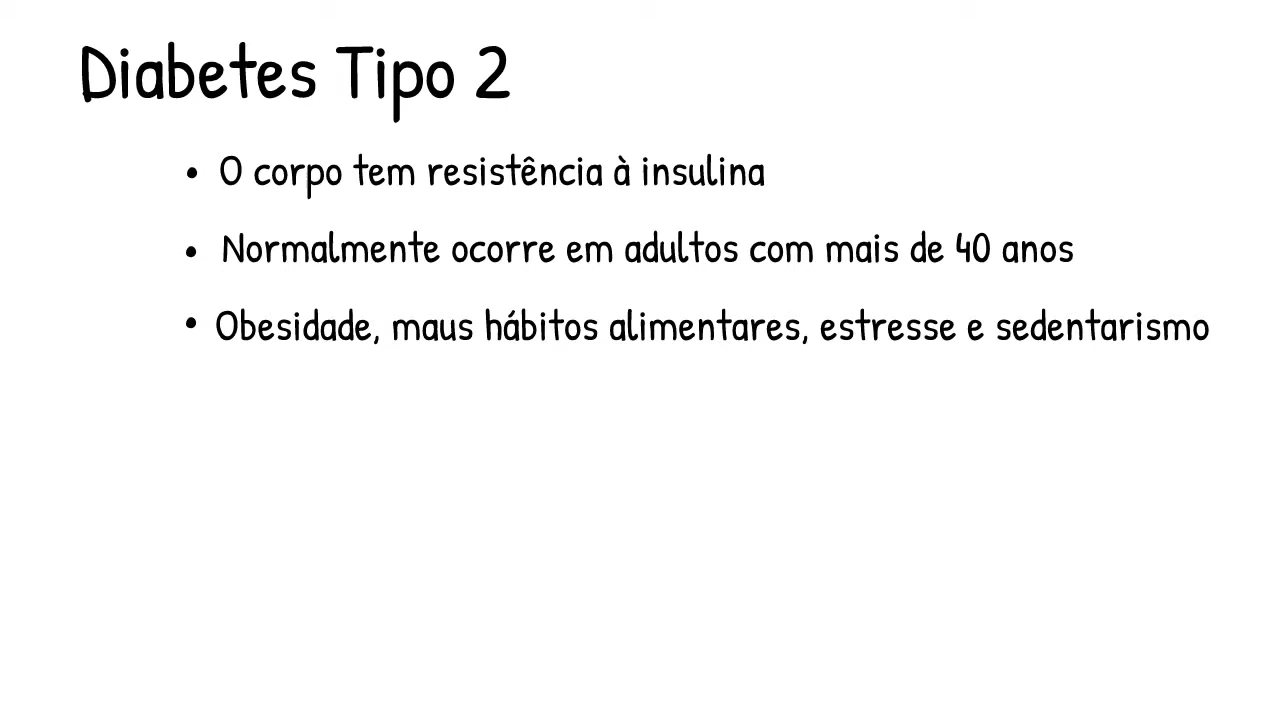 Diabetes Tipo 2
• O corpo tem resistência à insulina
• Normalmente ocorre em adultos com mais de 40 anos
• Obesidade, maus hábitos alimentares, estresse e sedentarismo